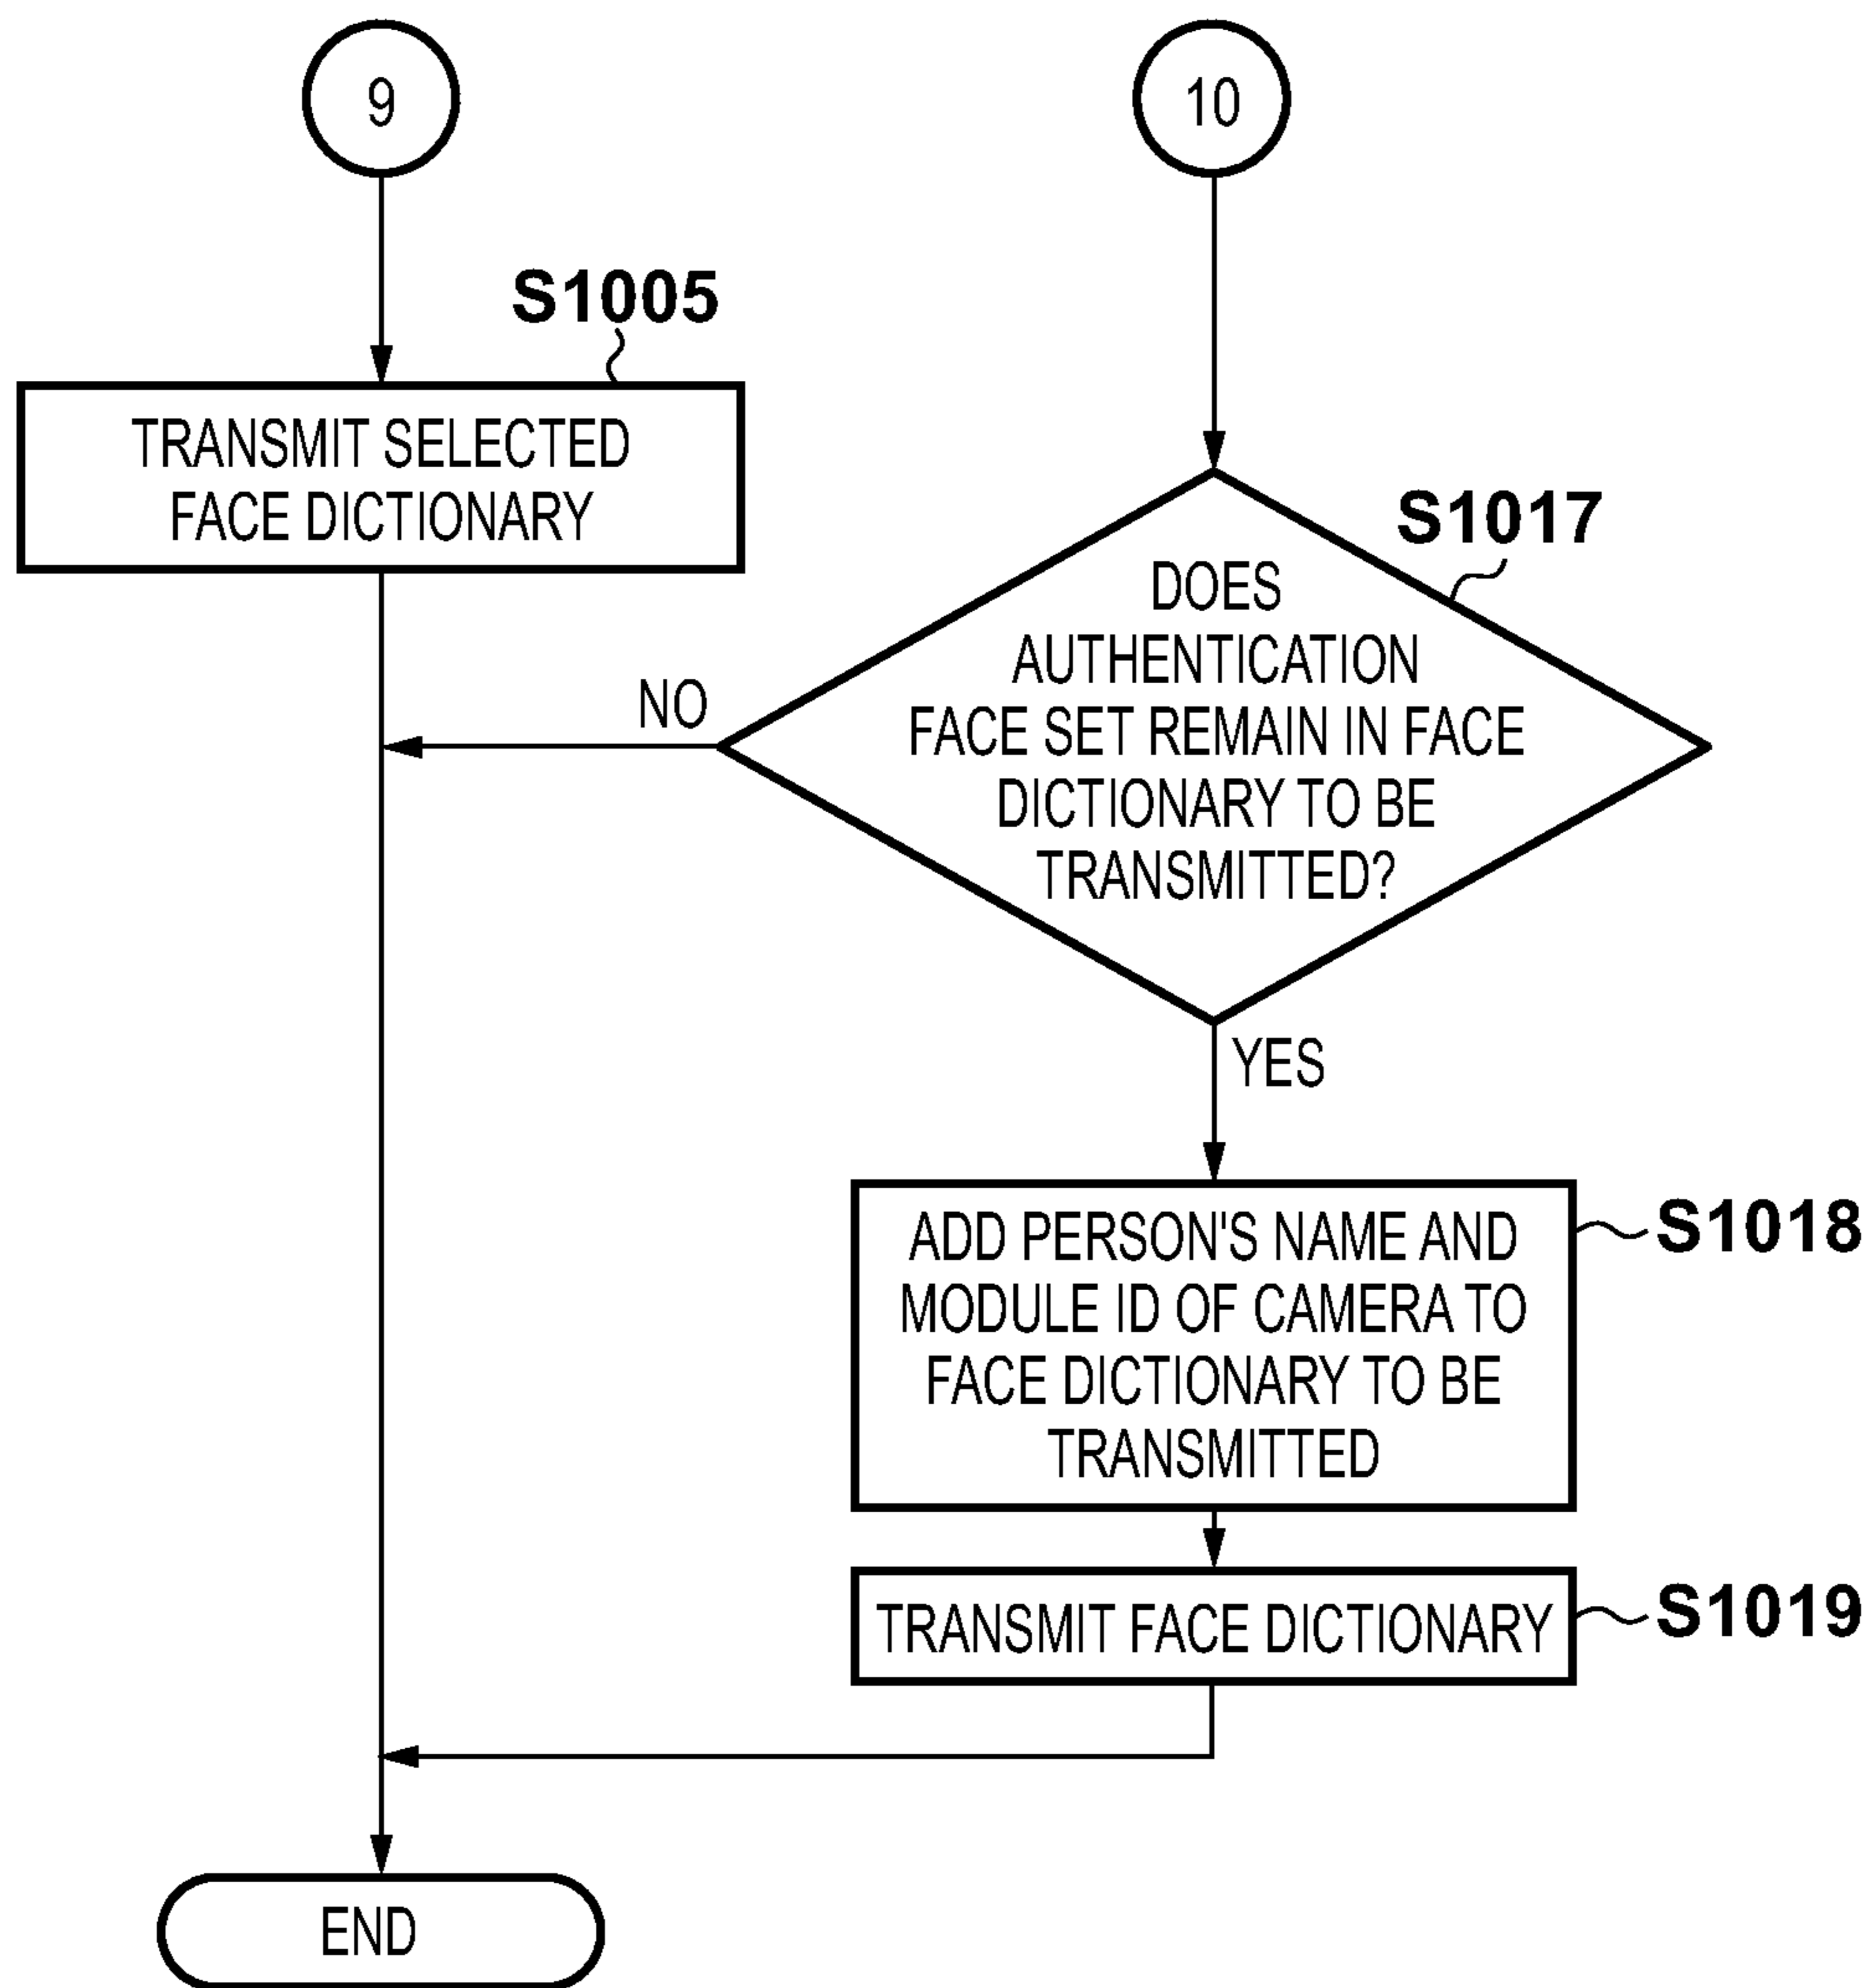 9
10
S1005
TRANSMIT SELECTED
FACE DICTIONARY
S1017
DOES
AUTHENTICATION
FACE SET REMAIN IN FACE
DICTIONARY TO BE
TRANSMITTED?
NO
YES
ADD PERSON'S NAME AND
MODULE ID OF CAMERA TO
FACE DICTIONARY TO BE
TRANSMITTED
S1018
TRANSMIT FACE DICTIONARY
S1019
END